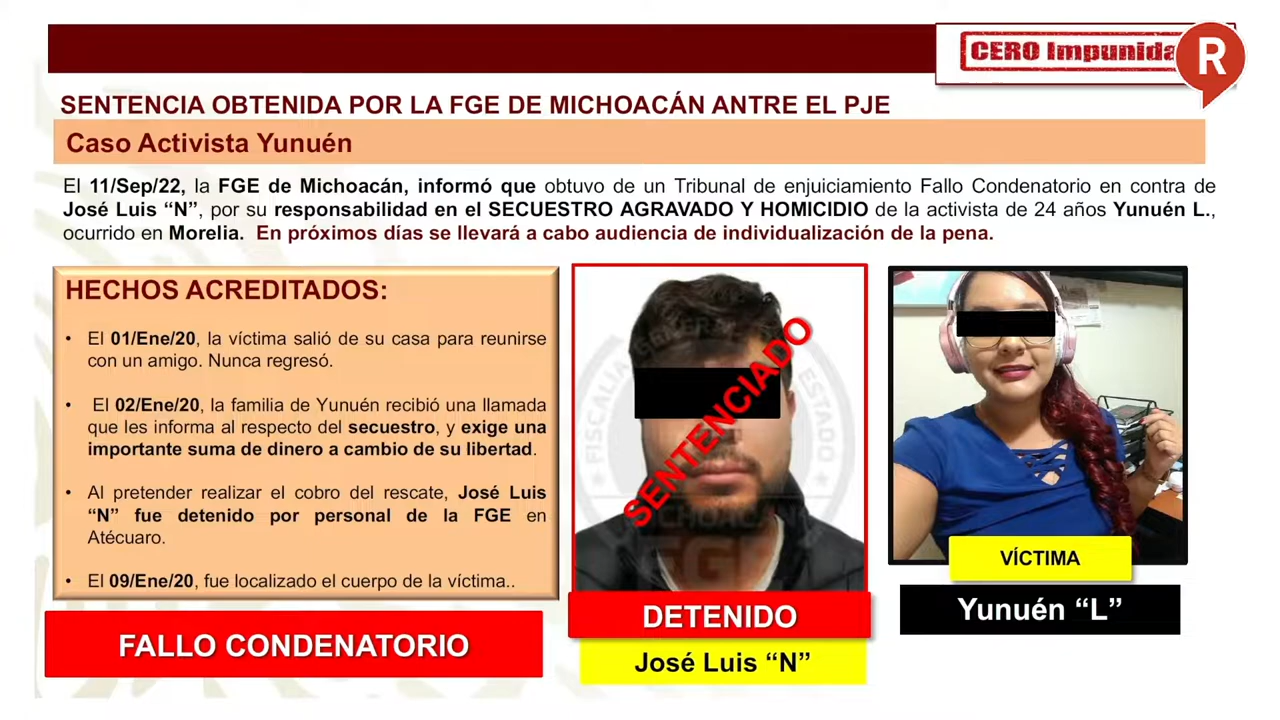 CERO Impunida
R
SENTENCIA OBTENIDA POR LA FGE DE MICHOACÁN ANTRE EL PJE
Caso Activista Yunuén
El 11/Sep/22, la FGE de Michoacán, informó que obtuvo de un Tribunal de enjuiciamiento Fallo Condenatorio en contra de
José Luis “N”, por su responsabilidad en el SECUESTRO AGRAVADO Y HOMICIDIO de la activista de 24 años Yunuén L.,
ocurrido en Morelia. En próximos días se llevará a cabo audiencia de individualización de la pena.
HECHOS ACREDITADOS:
• El 01/Ene/20, la víctima salió de su casa para reunirse
con un amigo. Nunca regresó.
• El 02/Ene/20, la familia de Yunuén recibió una llamada
que les informa al respecto del secuestro, y exige una
importante suma de dinero a cambio de su libertad.
• Al pretender realizar el cobro del rescate, José Luis
“N” fue detenido por personal de la FGE en
Atécuaro.
• El 09/Ene/20, fue localizado el cuerpo de la víctima..
FALLO CONDENATORIO
SENTENCIADO
FISCALÍA
ESTADO
MICHOACÁN
FGE
DETENIDO
José Luis “N”
VÍCTIMA
Yunuén “L”